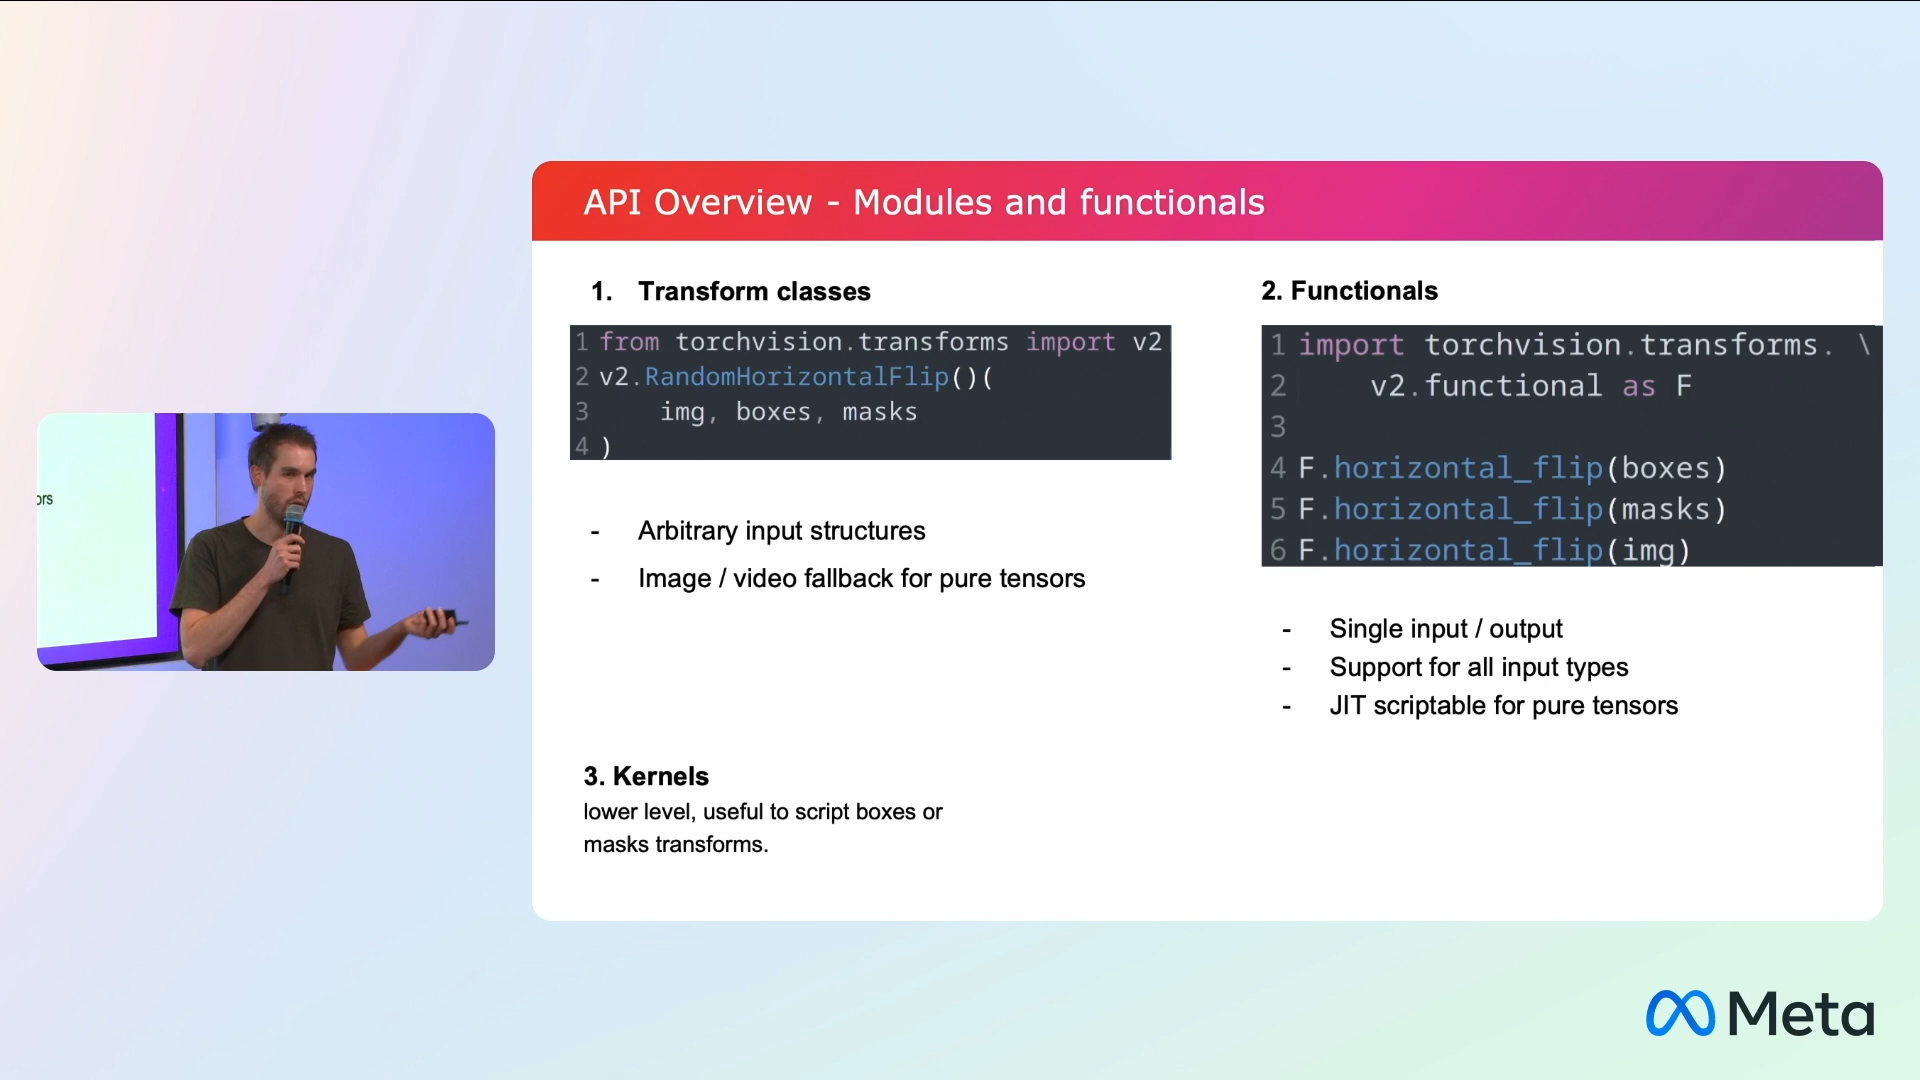 API Overview - Modules and functionals
1. Transform classes
1 from torchvision.transforms import v2
2 v2.RandomHorizontalFlip()(
3     img, boxes, masks
4 )
- Arbitrary input structures
- Image / video fallback for pure tensors
2. Functionals
1 import torchvision.transforms. \
2     v2.functional as F
3
4 F.horizontal_flip(boxes)
5 F.horizontal_flip(masks)
6 F.horizontal_flip(img)
- Single input / output
- Support for all input types
- JIT scriptable for pure tensors
3. Kernels
lower level, useful to script boxes or
masks transforms.
ors
Meta